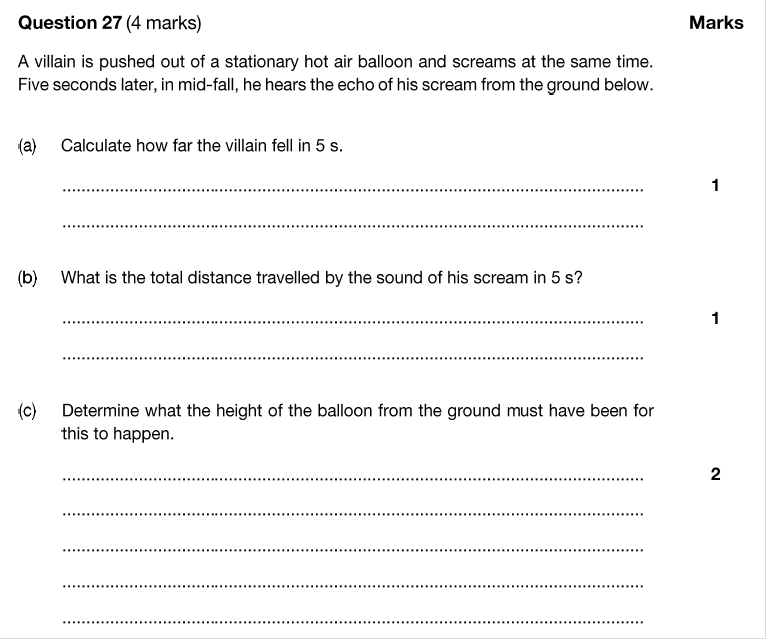 Question 27 (4 marks) Marks
A villain is pushed out of a stationary hot air balloon and screams at the same time.
Five seconds later, in mid-fall, he hears the echo of his scream from the ground below.
(a) Calculate how far the villain fell in 5 s.
1
(b) What is the total distance travelled by the sound of his scream in 5 s?
1
(c) Determine what the height of the balloon from the ground must have been for
this to happen.
2